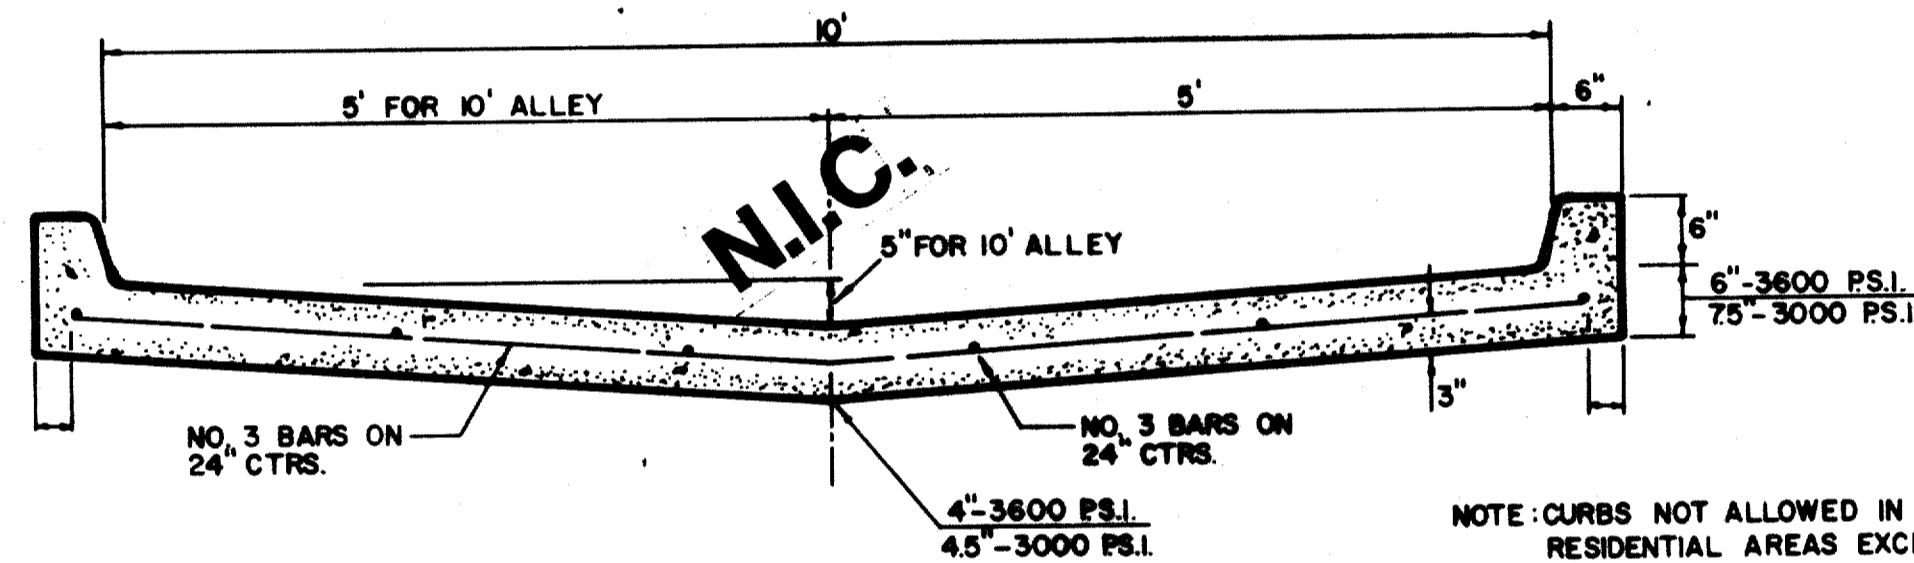 10'
5' FOR 10' ALLEY
5'
6"
N.I.C.
5" FOR 10' ALLEY
6"
6"-3600 P.S.I.
7.5"-3000 P.S.I
3"
NO. 3 BARS ON
24" CTRS.
NO. 3 BARS ON
24" CTRS.
4"-3600 P.S.I.
4.5"-3000 P.S.I.
NOTE: CURBS NOT ALLOWED IN
RESIDENTIAL AREAS